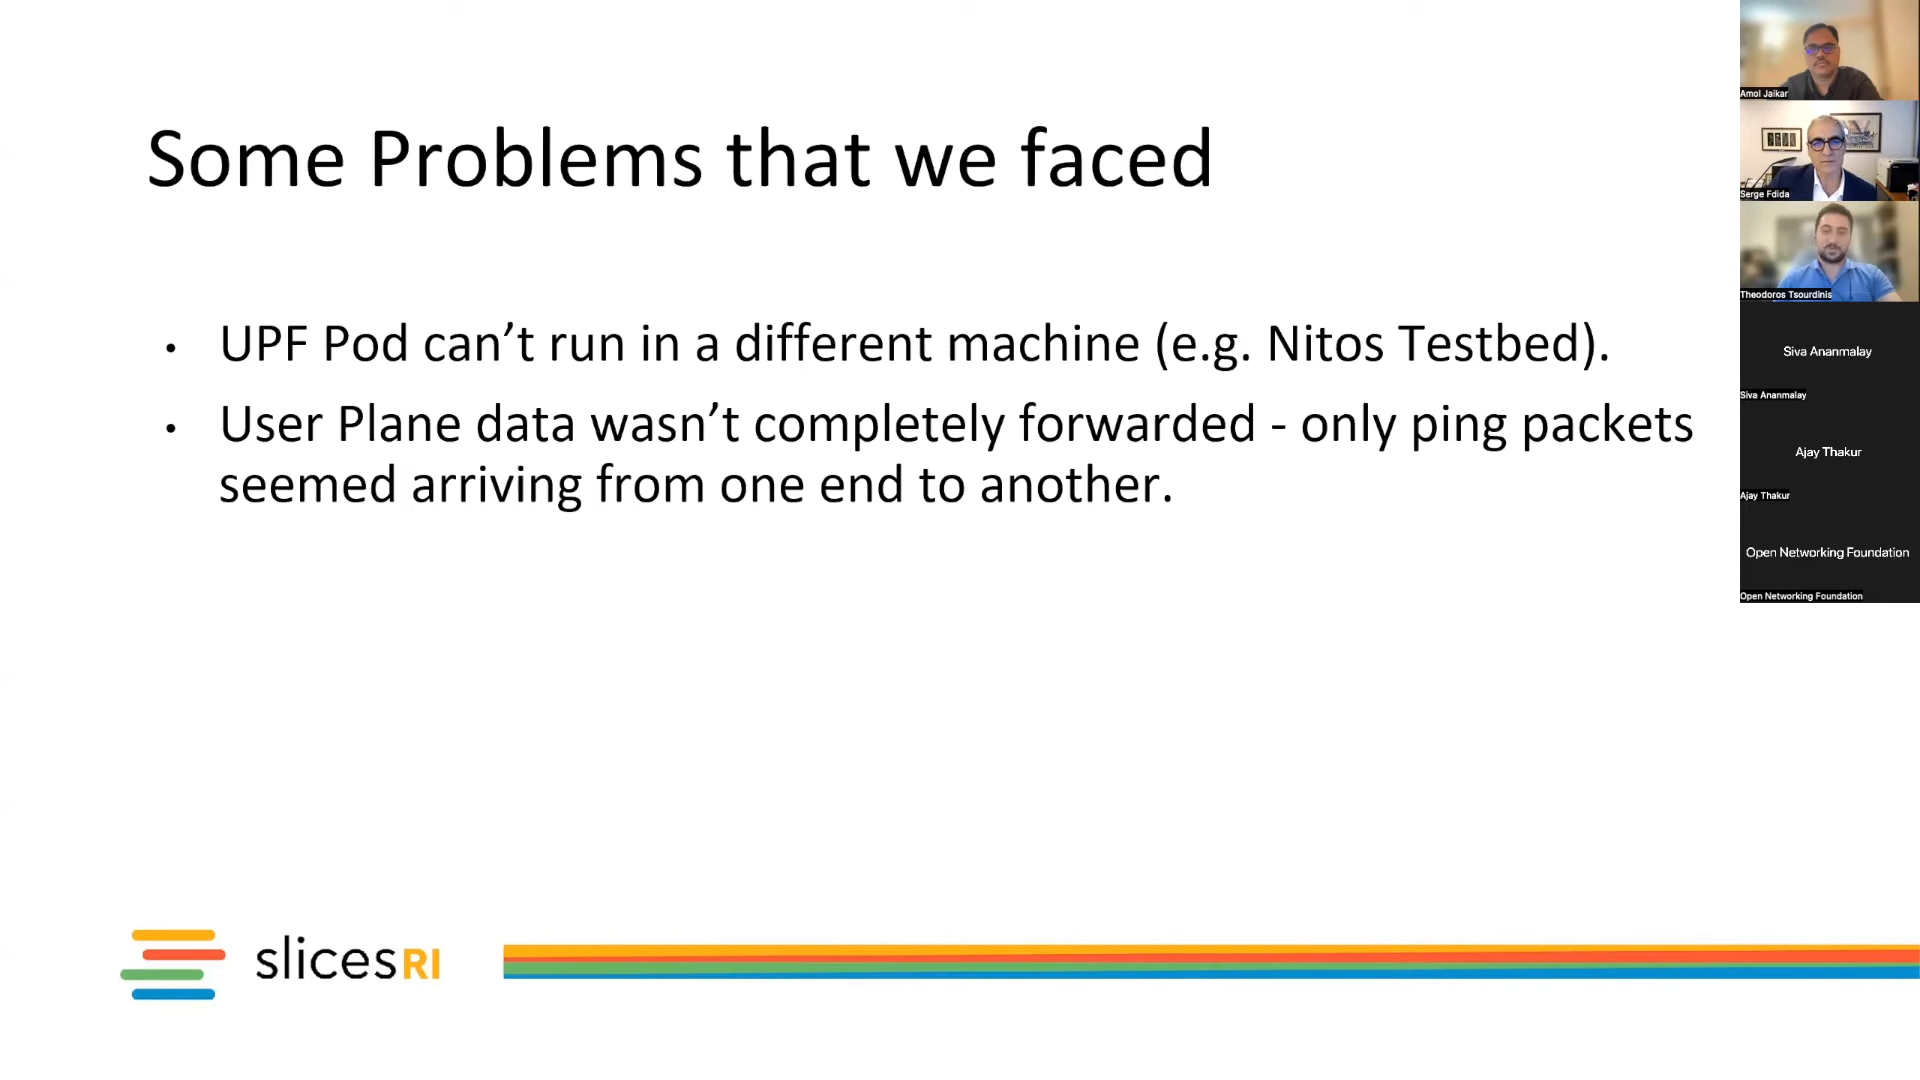 Some Problems that we faced
• UPF Pod can’t run in a different machine (e.g. Nitos Testbed).
• User Plane data wasn’t completely forwarded - only ping packets
seemed arriving from one end to another.
slicesRI
Amol Jaikar
Serge Fdida
Theodoros Tsourdinis
Siva Ananmalay
Siva Ananmalay
Ajay Thakur
Ajay Thakur
Open Networking Foundation
Open Networking Foundation